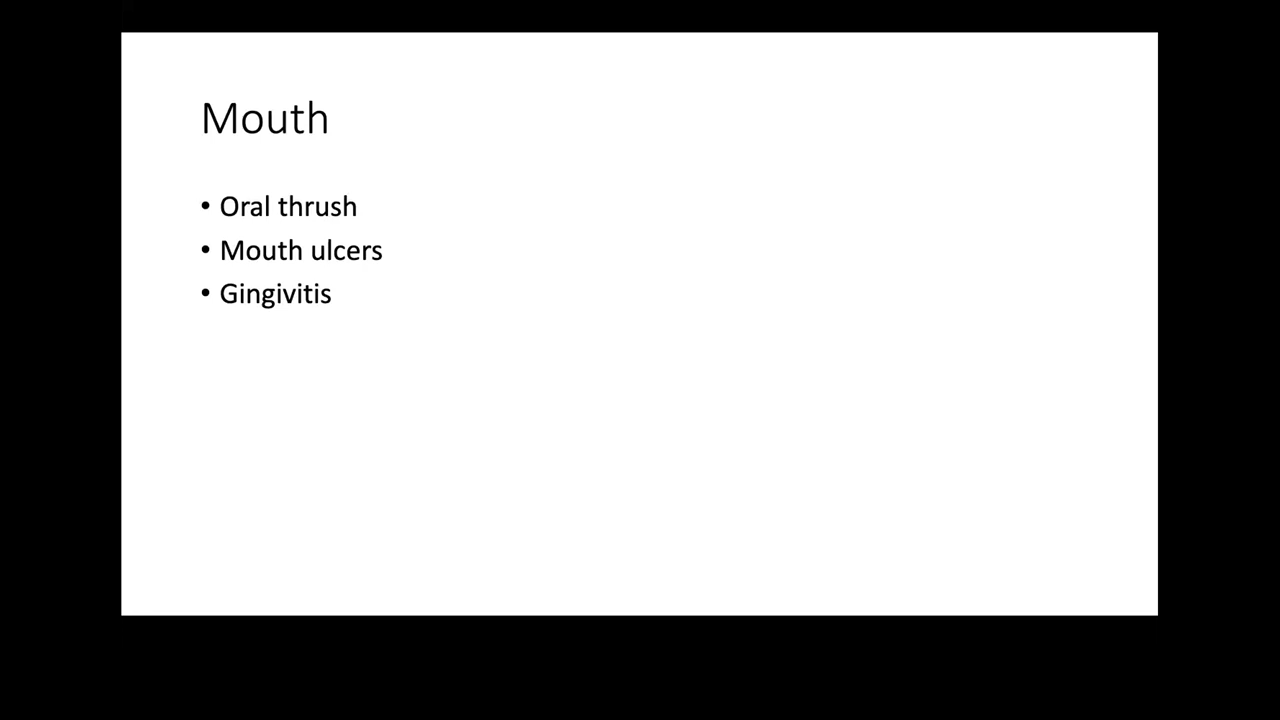 Mouth
• Oral thrush
• Mouth ulcers
• Gingivitis